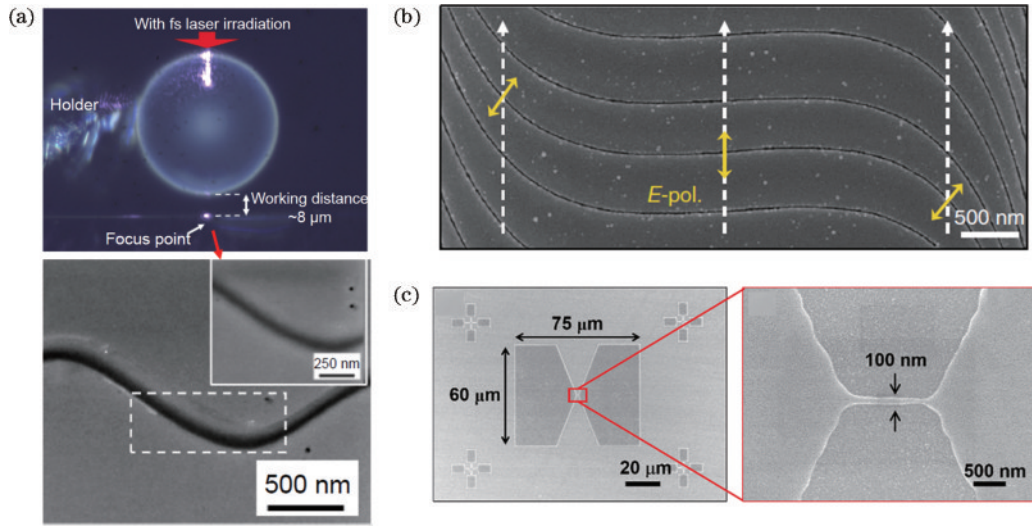 (a)
With fs laser irradiation
Holder
Working distance
~8 μm
Focus point
250 nm
500 nm
(b)
E-pol.
500 nm
(c)
75 μm
60 μm
20 μm
100 nm
500 nm